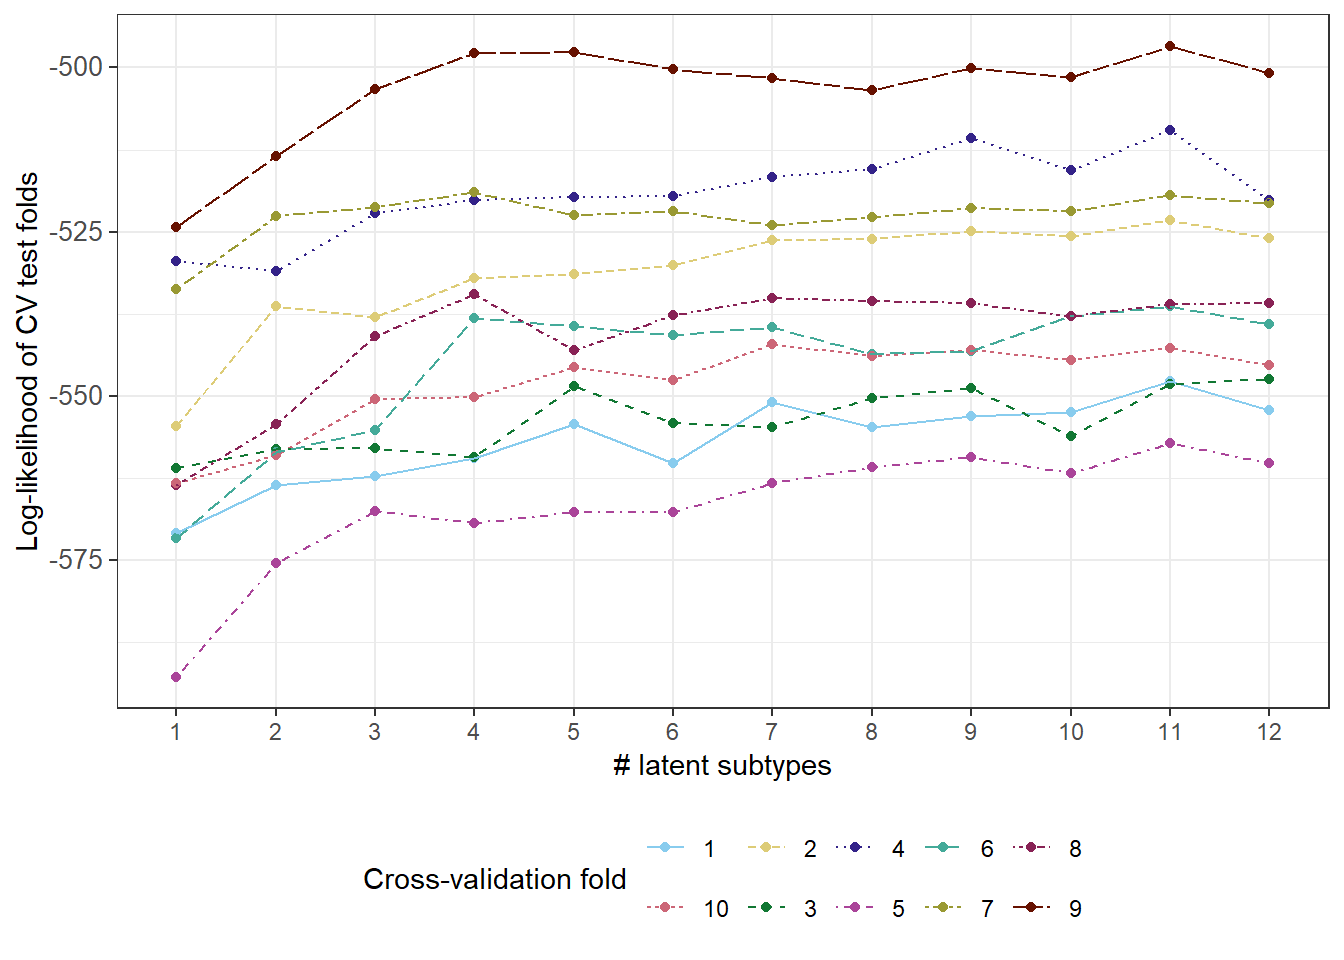 Log-likelihood of CV test folds
-500
-525
-550
-575
1 2 3 4 5 6 7 8 9 10 11 12
# latent subtypes
Cross-validation fold
1 2 4 6 8
10 3 5 7 9